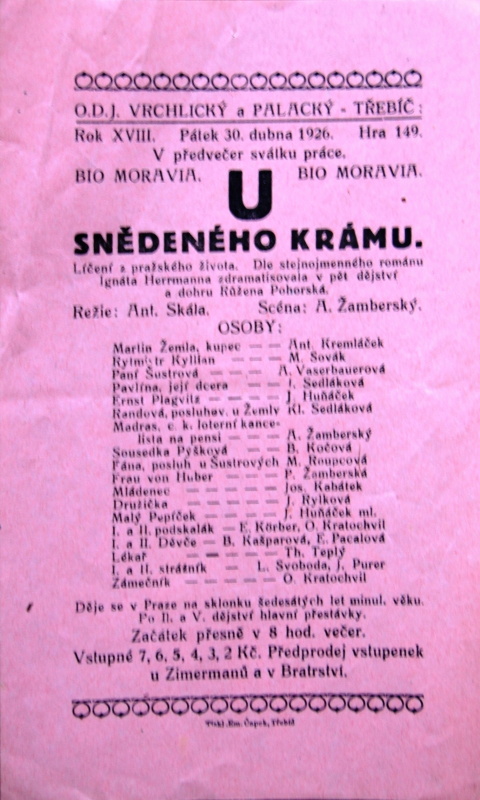 O.D.J. VRCHLICKÝ a PALACKÝ - TŘEBÍČ:
Rok XVIII. Pátek 30. dubna 1926. Hra 149.
V předvečer svátku práce.
BIO MORAVIA. U BIO MORAVIA.
SNĚDENÉHO KRÁMU.
Líčení z pražského života. Dle stejnojmenného románu
Ignáta Herrmanna zdramatisovala v pět dějství
a dohru Růžena Pohorská.
Režie: Ant. Skála. Scéna: A. Žamberský.
OSOBY:
Martin Žemla, kupec — — Ant. Kremláček
Rytmistr Kyllian — — M. Sovák
Paní Šustrová — — — A. Vaserbauerová
Pavlína, její dcera — — I. Sedláková
Ernst Plagvitz — — — — J. Huňáček
Randová, posluhov. u Žemly Kl. Sedláková
Madras, c. k. loterní kance-
lista na pensi — — — A. Žamberský
Sousedka Pyšková — — B. Kočová
Fána, posluh. u Šustrových M. Roupcová
Frau von Huber — — — P. Žamberská
Mládenec — — — — — Jos. Kabátek
Družička — — — — — J. Rylková
Malý Pepíček — — — — J. Huňáček ml.
I. a II. podskalák — E. Körber, O. Kratochvil
I. a II. Děvče — B. Kašparová, E. Pacalová
Lékař — — — — — Th. Teplý
I. a II. strážník — L. Svoboda, J. Purer
Zámečník — — — — — O. Kratochvil
Děje se v Praze na sklonku šedesátých let minul. věku.
Po II. a V. dějství hlavní přestávky.
Začátek přesně v 8 hod. večer.
Vstupné 7, 6, 5, 4, 3, 2 Kč. Předprodej vstupenek
u Zimermanů a v Bratrství.
Tiskl Em. Čapek, Třebíč